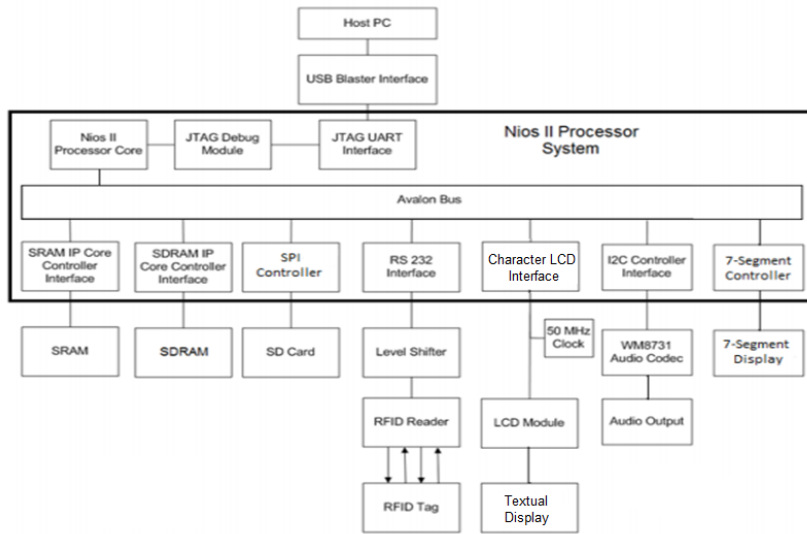 Host PC
USB Blaster Interface
Nios II
Processor Core
JTAG Debug
Module
JTAG UART
Interface
Nios II Processor
System
Avalon Bus
SRAM IP Core
Controller
Interface
SDRAM IP
Core Controller
Interface
SPI
Controller
RS 232
Interface
Character LCD
Interface
I2C Controller
Interface
7-Segment
Controller
SRAM
SDRAM
SD Card
Level Shifter
50 MHz
Clock
WM8731
Audio Codec
7-Segment
Display
RFID Reader
LCD Module
Audio Output
RFID Tag
Textual
Display